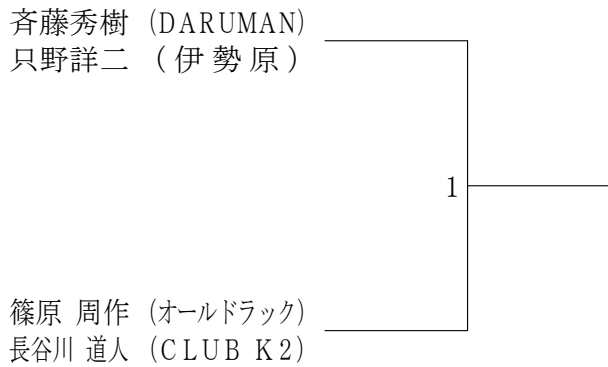 斉藤秀樹 (DARUMAN)
只野詳二 (伊勢原)
1
篠原 周作 (オールドラック)
長谷川 道人 (CLUB K2)